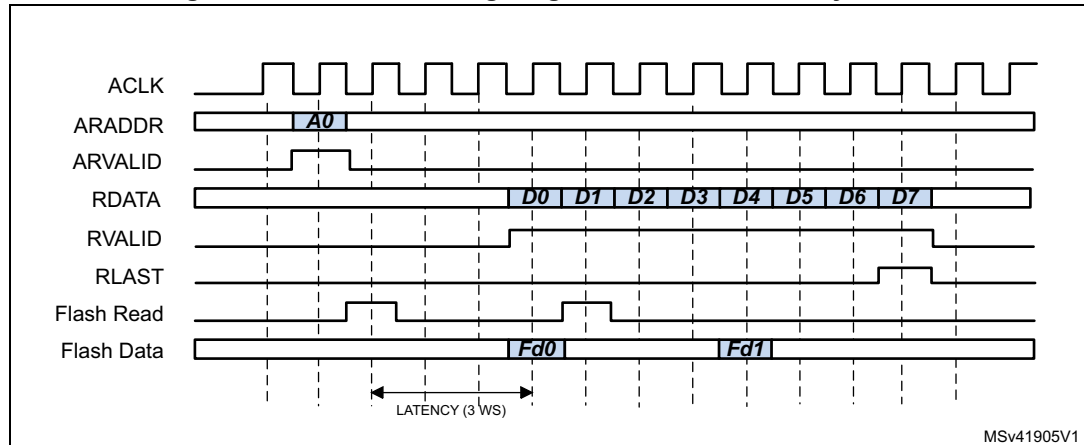 ACLK
ARADDR A0
ARVALID
RDATA D0 D1 D2 D3 D4 D5 D6 D7
RVALID
RLAST
Flash Read
Flash Data Fd0 Fd1
LATENCY (3 WS)
MSv41905V1